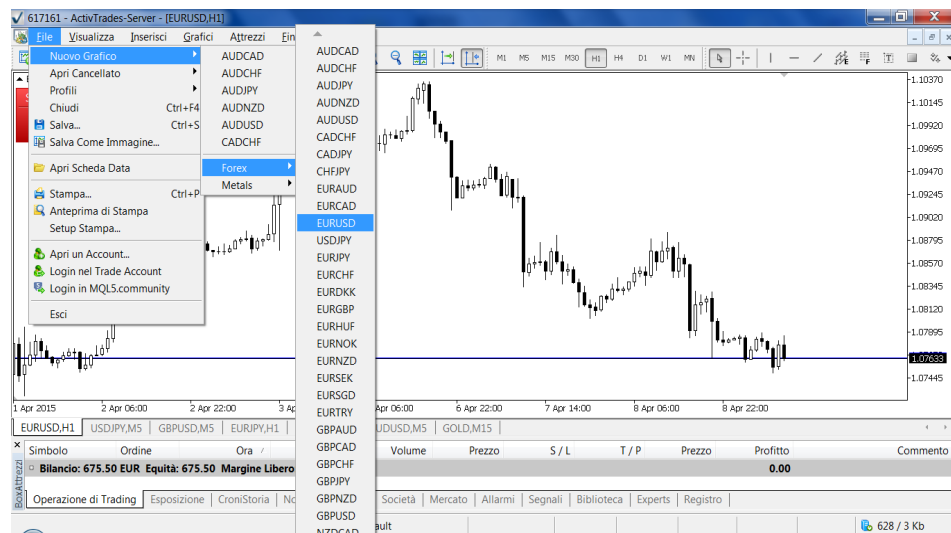 617161 - ActivTrades-Server - [EURUSD,H1]
File Visualizza Inserisci Grafici Attrezzi
M1 M5 M15 M30 H1 H4 D1 W1 MN
Nuovo Grafico
Apri Cancellato
Profili
Chiudi Ctrl+F4
Salva... Ctrl+S
Salva Come Immagine...
Apri Scheda Data
Stampa... Ctrl+P
Anteprima di Stampa
Setup Stampa...
Apri un Account...
Login nel Trade Account
Login in MQL5.community
Esci
AUDCAD
AUDCHF
AUDJPY
AUDNZD
AUDUSD
CADCHF
Forex
Metals
AUDCAD
AUDCHF
AUDJPY
AUDNZD
AUDUSD
CADCHF
CADJPY
CHFJPY
EURAUD
EURCAD
EURUSD
USDJPY
EURJPY
EURCHF
EURDKK
EURGBP
EURHUF
EURNOK
EURNZD
EURSEK
EURSGD
EURTRY
GBPAUD
GBPCAD
GBPCHF
GBPJPY
GBPNZD
GBPUSD
NZDCAD
1.10370
1.10145
1.09920
1.09695
1.09470
1.09245
1.09020
1.08795
1.08570
1.08345
1.08120
1.07895
1.07633
1.07445
1 Apr 2015 2 Apr 06:00 2 Apr 22:00 3 Ap Apr 06:00 6 Apr 22:00 7 Apr 14:00 8 Apr 06:00 8 Apr 22:00
EURUSD,H1 USDJPY,M5 GBPUSD,M5 EURJPY,H1 UDUSD,M5 GOLD,M15
Simbolo Ordine Ora Volume Prezzo S / L T / P Prezzo Profitto Commento
Bilancio: 675.50 EUR Equità: 675.50 Margine Libero 0.00
BoxAttrezzi
Operazione di Trading Esposizione CroniStoria Società Mercato Allarmi Segnali Biblioteca Experts Registro
ault
628 / 3 Kb